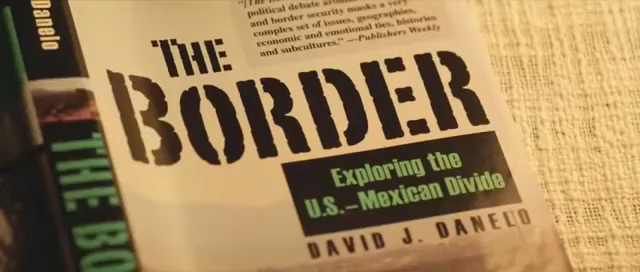 Danelo
THE BO
"[The B
political debate
and border security masks a very
complex set of issues, geographies,
economic and emotional ties, histories
and subcultures." —Publishers Weekly
THE
BORDER
Exploring the
U.S.–Mexican Divide
DAVID J. DANELO